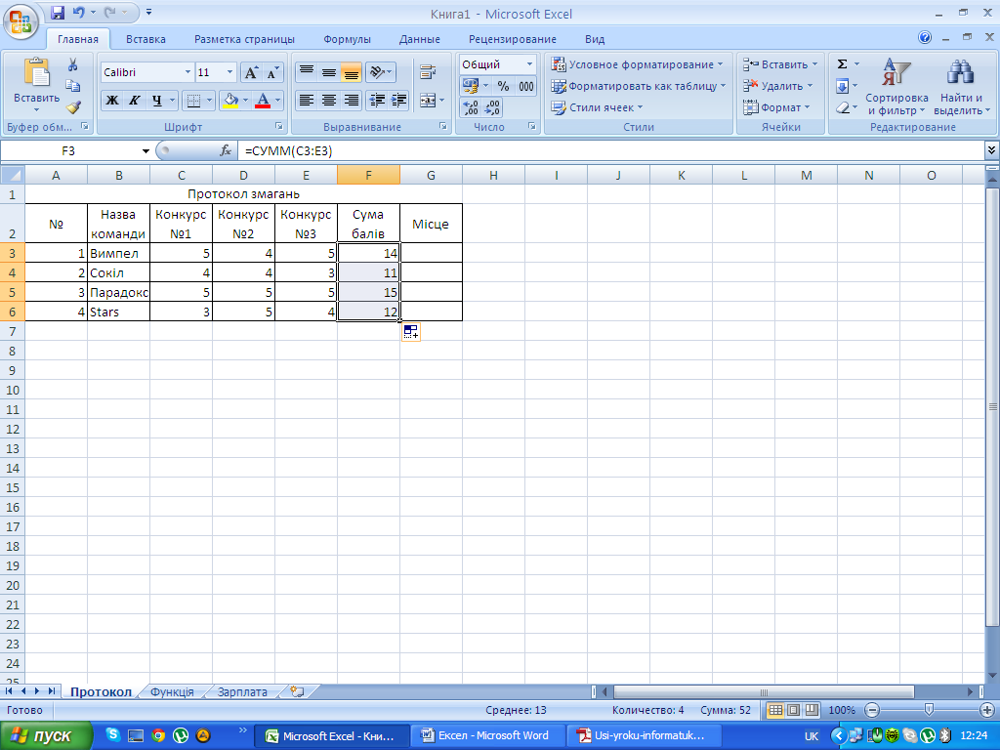 Книга1 - Microsoft Excel
Главная Вставка Разметка страницы Формулы Данные Рецензирование Вид
Вставить
Буфер обм...
Calibri 11
Ж К Ч
Шрифт
Выравнивание
Общий
% 000
Число
Условное форматирование
Форматировать как таблицу
Стили ячеек
Стили
Вставить
Удалить
Формат
Ячейки
Σ
Сортировка и фильтр
Найти и выделить
Редактирование
F3 fx =СУММ(C3:E3)
A B C D E F G H I J K L M N O
1 Протокол змагань
2 № Назва команди Конкурс №1 Конкурс №2 Конкурс №3 Сума балів Місце
3 1 Вимпел 5 4 5 14
4 2 Сокіл 4 4 3 11
5 3 Парадокс 5 5 5 15
6 4 Stars 3 5 4 12
7
8
9
10
11
12
13
14
15
16
17
18
19
20
21
22
23
24
25
Протокол Функція Зарплата
Готово Среднее: 13 Количество: 4 Сумма: 52 100%
пуск Microsoft Excel - Кни... Ексел - Microsoft Word Usi-yroku-informatuk... UK 12:24